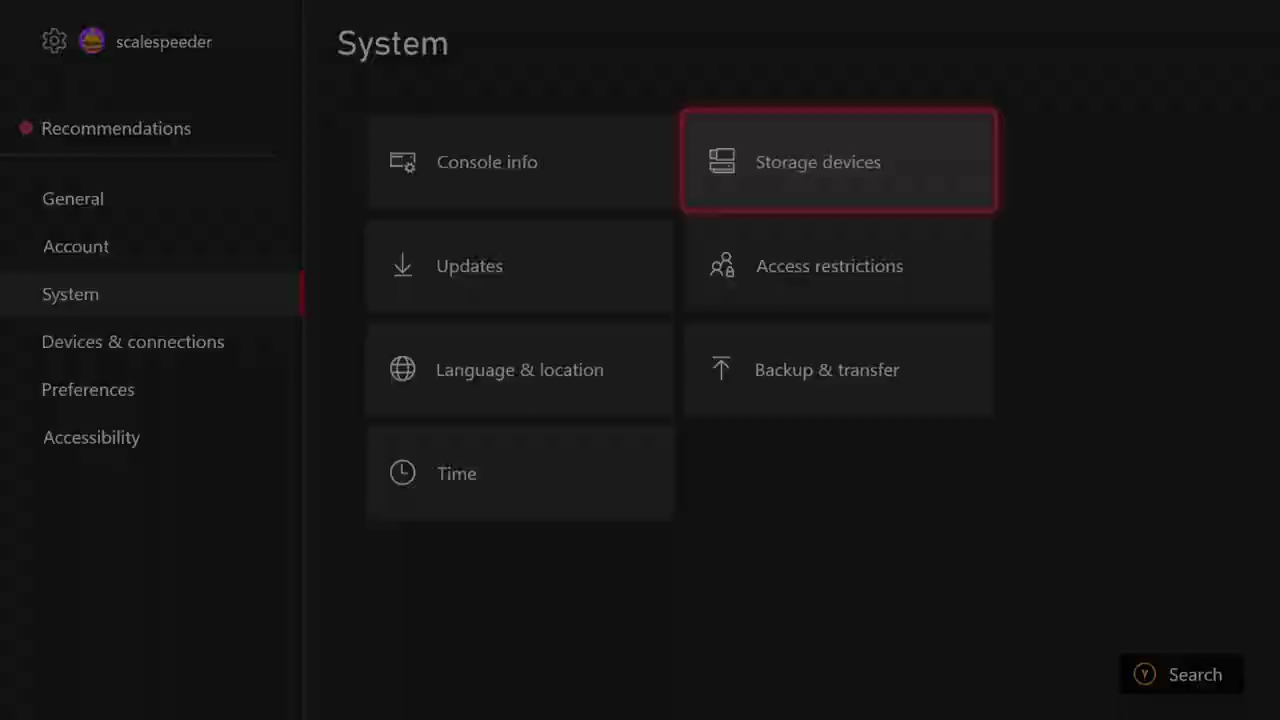 scalespeeder
System
Recommendations
General
Account
System
Devices & connections
Preferences
Accessibility
Console info
Storage devices
Updates
Access restrictions
Language & location
Backup & transfer
Time
Y Search